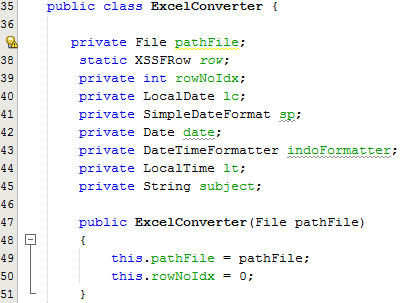 35 public class ExcelConverter {
36
private File pathFile;
38 static XSSFRow row;
39 private int rowNoIdx;
40 private LocalDate lc;
41 private SimpleDateFormat sp;
42 private Date date;
43 private DateTimeFormatter indoFormatter;
44 private LocalTime lt;
45 private String subject;
46
47 public ExcelConverter(File pathFile)
48 {
49 this.pathFile = pathFile;
50 this.rowNoIdx = 0;
51 }